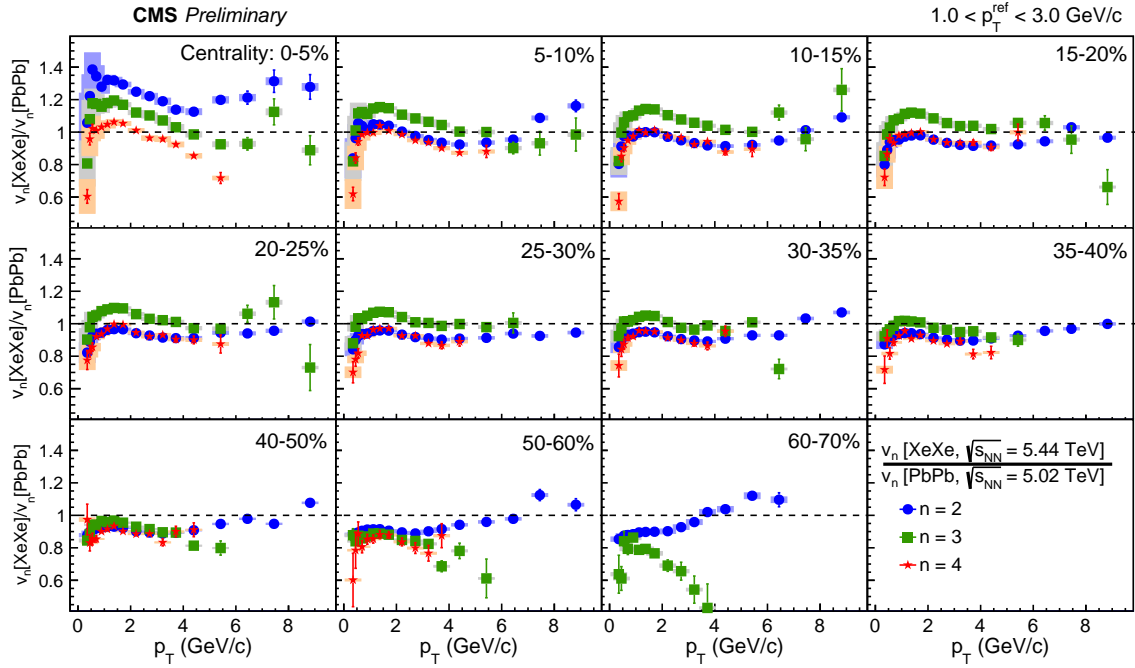 CMS Preliminary
1.0 < p_T^ref < 3.0 GeV/c
Centrality: 0-5%
5-10%
10-15%
15-20%
v_n[XeXe]/v_n[PbPb]
1.4
1.2
1
0.8
0.6
20-25%
25-30%
30-35%
35-40%
v_n[XeXe]/v_n[PbPb]
1.4
1.2
1
0.8
0.6
40-50%
50-60%
60-70%
v_n[XeXe]/v_n[PbPb]
1.4
1.2
1
0.8
0.6
v_n [XeXe, √s_NN = 5.44 TeV]
v_n [PbPb, √s_NN = 5.02 TeV]
n = 2
n = 3
n = 4
0 2 4 6 8
0 2 4 6 8
0 2 4 6 8
0 2 4 6 8
p_T (GeV/c)
p_T (GeV/c)
p_T (GeV/c)
p_T (GeV/c)